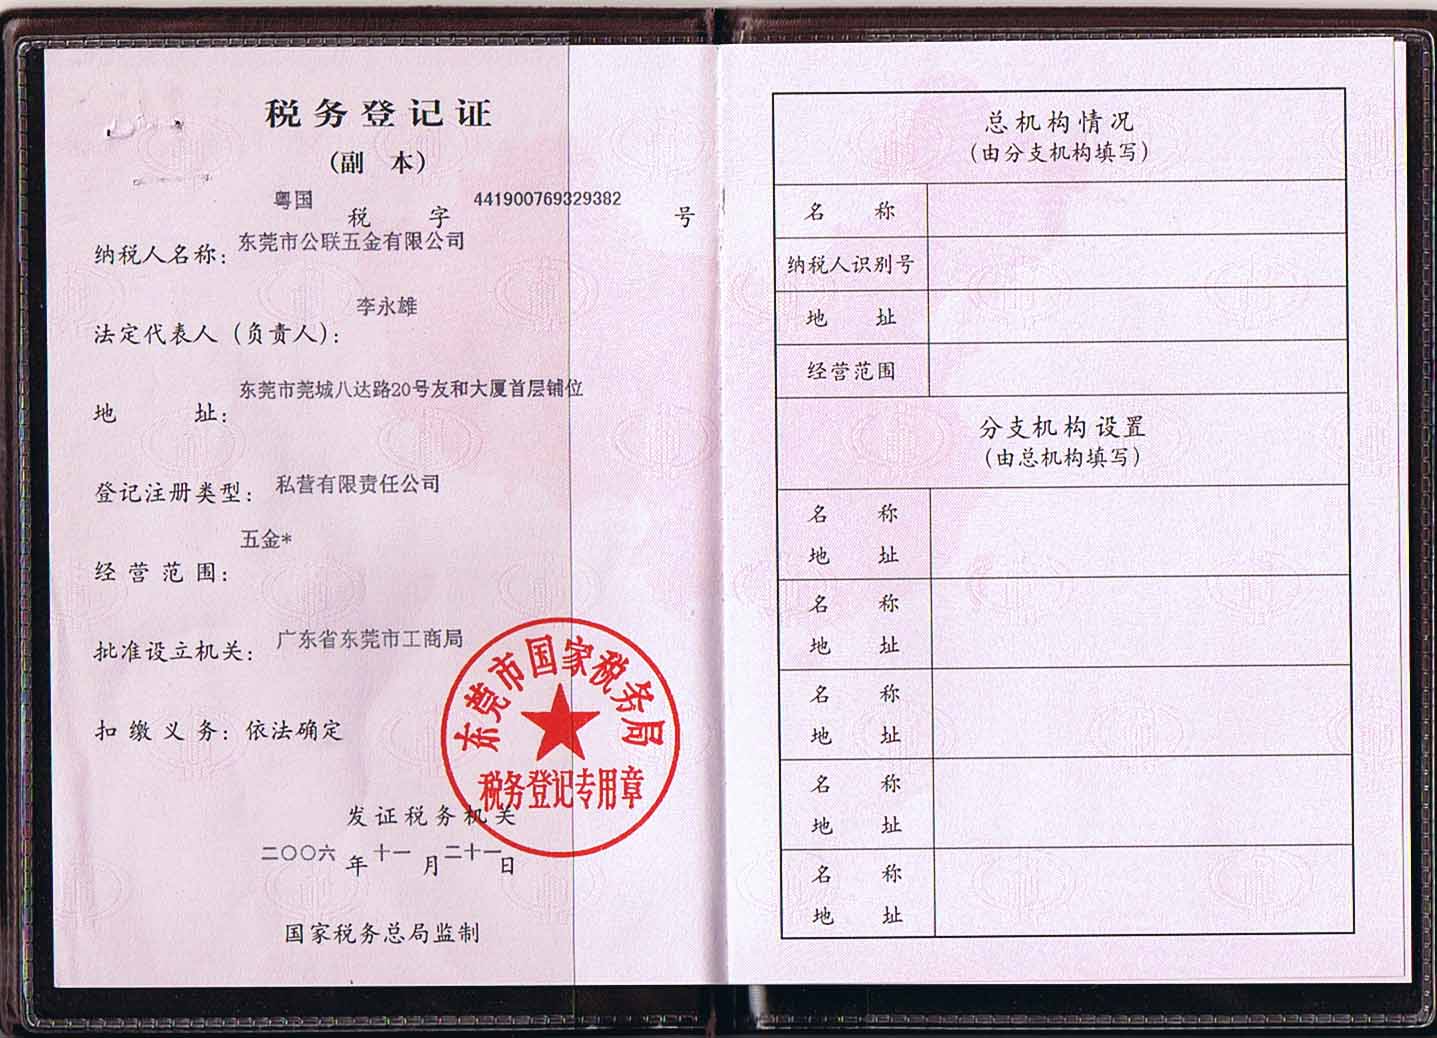 税务登记证
(副 本)
粤国 税 字 441900769329382 号
纳税人名称: 东莞市公联五金有限公司
法定代表人(负责人): 李永雄
地 址: 东莞市莞城八达路20号友和大厦首层铺位
登记注册类型: 私营有限责任公司
经营范围: 五金*
批准设立机关: 广东省东莞市工商局
扣缴义务: 依法确定
东莞市国家税务局
税务登记专用章
发证税务机关
二〇〇六 年 十一 月 二十一 日
国家税务总局监制
总机构情况
(由分支机构填写)
名 称
纳税人识别号
地 址
经营范围
分支机构设置
(由总机构填写)
名 称
地 址
名 称
地 址
名 称
地 址
名 称
地 址
名 称
地 址